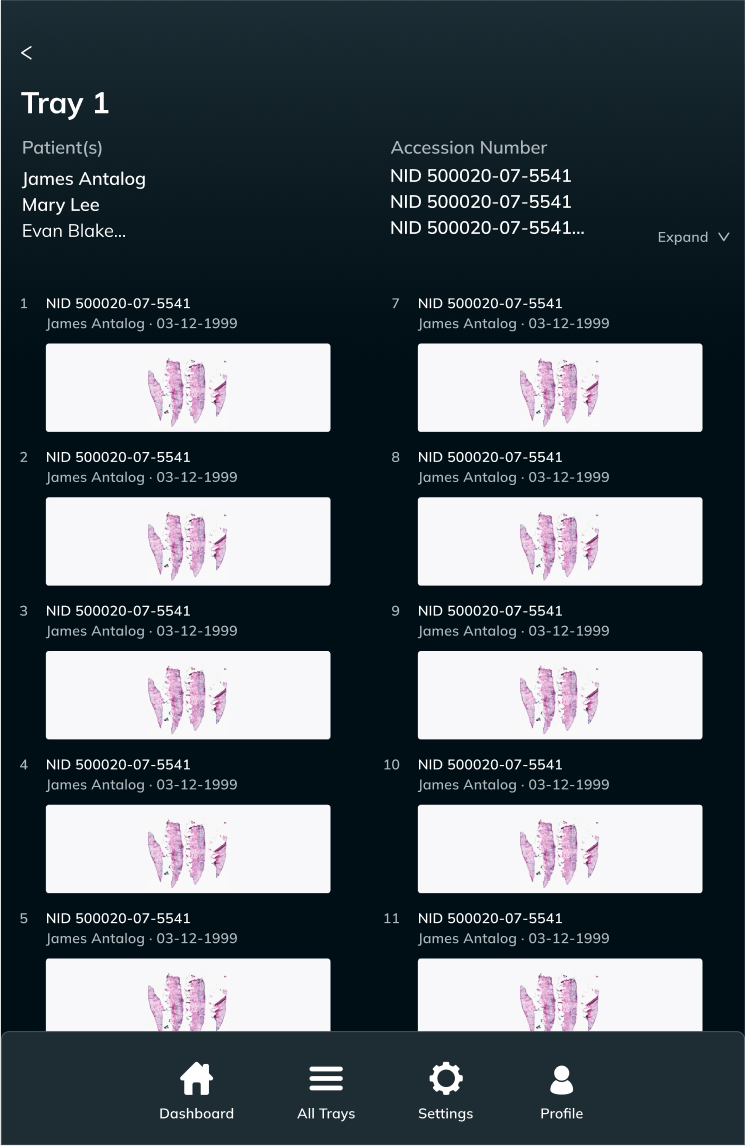 <
Tray 1
Patient(s)
James Antalog
Mary Lee
Evan Blake...
Accession Number
NID 500020-07-5541
NID 500020-07-5541
NID 500020-07-5541...
Expand
1 NID 500020-07-5541
James Antalog · 03-12-1999
2 NID 500020-07-5541
James Antalog · 03-12-1999
3 NID 500020-07-5541
James Antalog · 03-12-1999
4 NID 500020-07-5541
James Antalog · 03-12-1999
5 NID 500020-07-5541
James Antalog · 03-12-1999
7 NID 500020-07-5541
James Antalog · 03-12-1999
8 NID 500020-07-5541
James Antalog · 03-12-1999
9 NID 500020-07-5541
James Antalog · 03-12-1999
10 NID 500020-07-5541
James Antalog · 03-12-1999
11 NID 500020-07-5541
James Antalog · 03-12-1999
Dashboard
All Trays
Settings
Profile